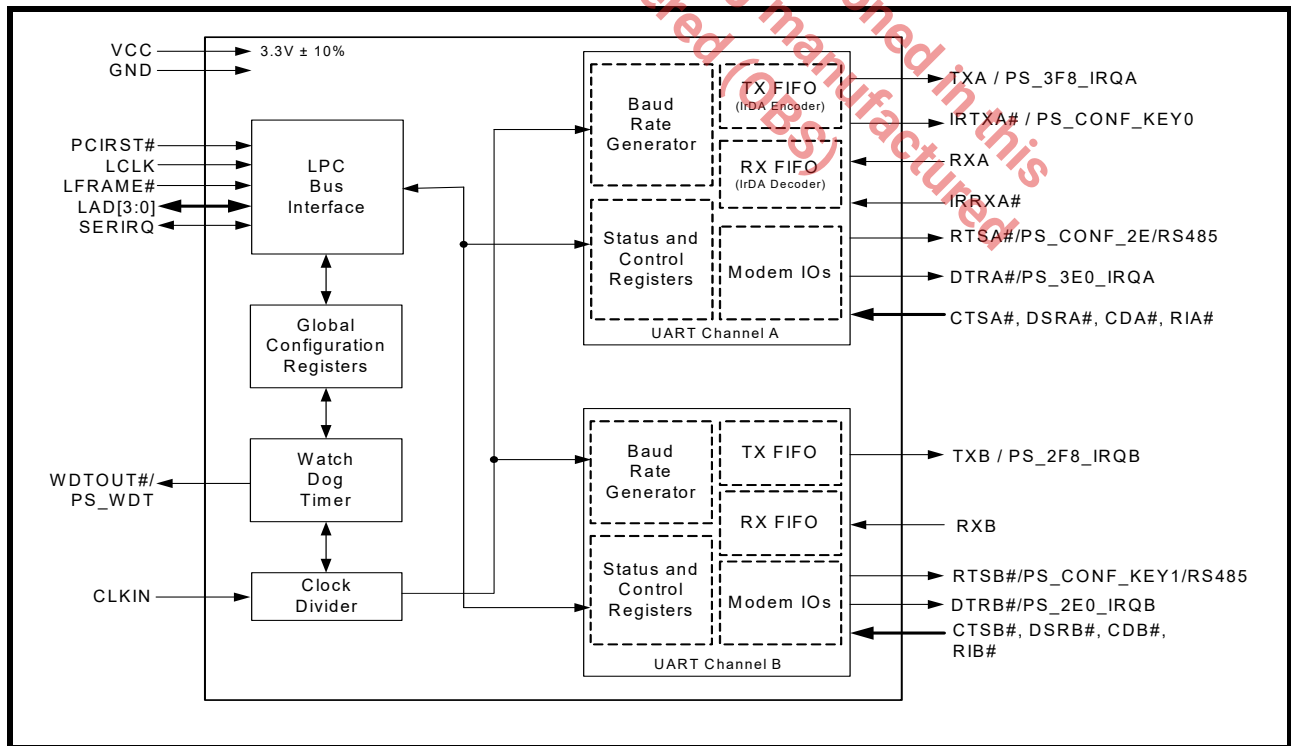 VCC
GND
3.3V ± 10%
PCIRST#
LCLK
LFRAME#
LAD[3:0]
SERIRQ
LPC
Bus
Interface
Global
Configuration
Registers
Watch
Dog
Timer
WDTOUT#/
PS_WDT
CLKIN
Clock
Divider
Baud
Rate
Generator
TX FIFO
(IrDA Encoder)
RX FIFO
(IrDA Decoder)
Status and
Control
Registers
Modem IOs
UART Channel A
TXA / PS_3F8_IRQA
IRTXA# / PS_CONF_KEY0
RXA
IRRXA#
RTSA#/PS_CONF_2E/RS485
DTRA#/PS_3E0_IRQA
CTSA#, DSRA#, CDA#, RIA#
Baud
Rate
Generator
TX FIFO
RX FIFO
Status and
Control
Registers
Modem IOs
UART Channel B
TXB / PS_2F8_IRQB
RXB
RTSB#/PS_CONF_KEY1/RS485
DTRB#/PS_2E0_IRQB
CTSB#, DSRB#, CDB#,
RIB#
in this
manufactured
(OBS)